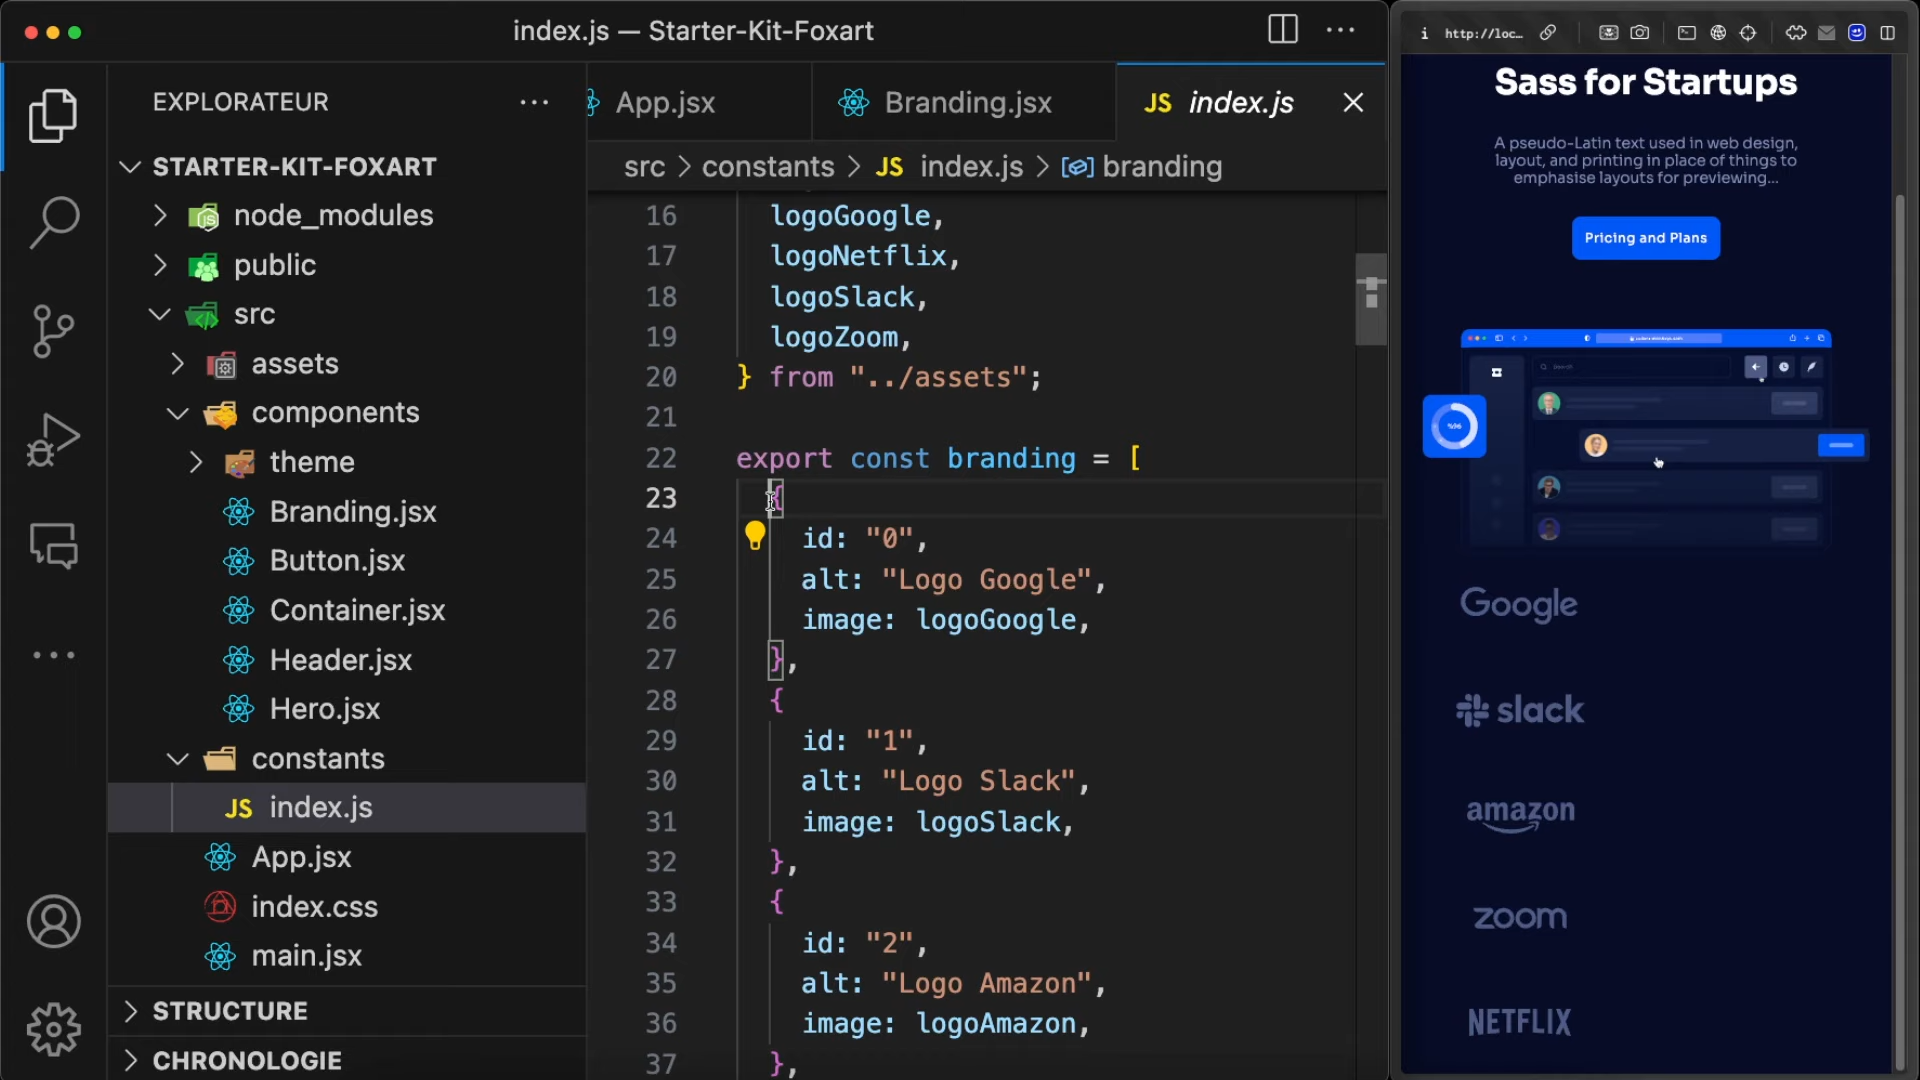 index.js — Starter-Kit-Foxart
EXPLORATEUR
STARTER-KIT-FOXART
node_modules
public
src
assets
components
theme
Branding.jsx
Button.jsx
Container.jsx
Header.jsx
Hero.jsx
constants
JS index.js
App.jsx
index.css
main.jsx
STRUCTURE
CHRONOLOGIE
App.jsx
Branding.jsx
JS index.js
src > constants > JS index.js > branding
16 logoGoogle,
17 logoNetflix,
18 logoSlack,
19 logoZoom,
20 } from "../assets";
21
22 export const branding = [
23 {
24 id: "0",
25 alt: "Logo Google",
26 image: logoGoogle,
27 },
28 {
29 id: "1",
30 alt: "Logo Slack",
31 image: logoSlack,
32 },
33 {
34 id: "2",
35 alt: "Logo Amazon",
36 image: logoAmazon,
37 },
http://loc…
Sass for Startups
A pseudo-Latin text used in web design,
layout, and printing in place of things to
emphasise layouts for previewing...
Pricing and Plans
Search
%96
Google
slack
amazon
zoom
NETFLIX